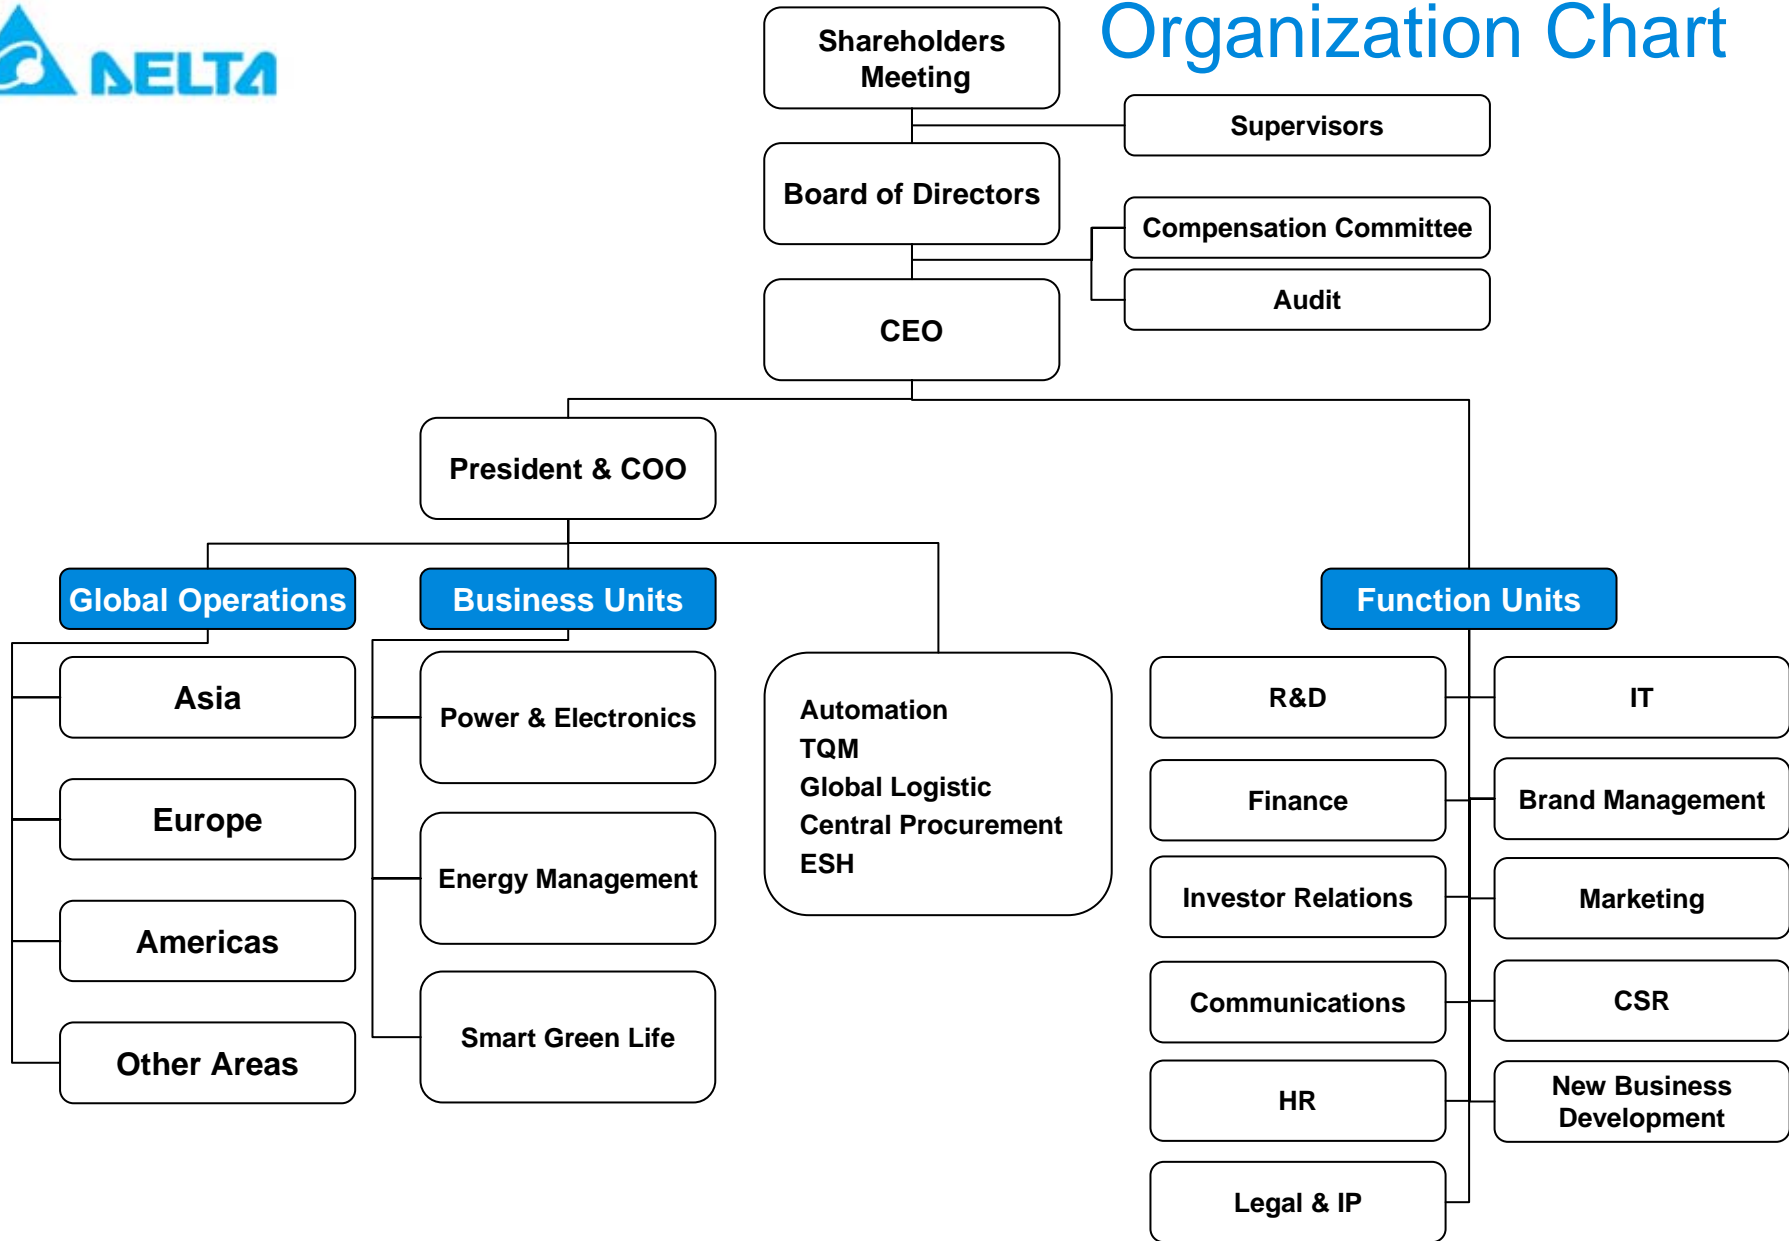 DELTA
Organization Chart
Shareholders
Meeting
Supervisors
Board of Directors
Compensation Committee
Audit
CEO
President & COO
Global Operations
Asia
Europe
Americas
Other Areas
Business Units
Power & Electronics
Energy Management
Smart Green Life
Automation
TQM
Global Logistic
Central Procurement
ESH
Function Units
R&D
IT
Finance
Brand Management
Investor Relations
Marketing
Communications
CSR
HR
New Business
Development
Legal & IP